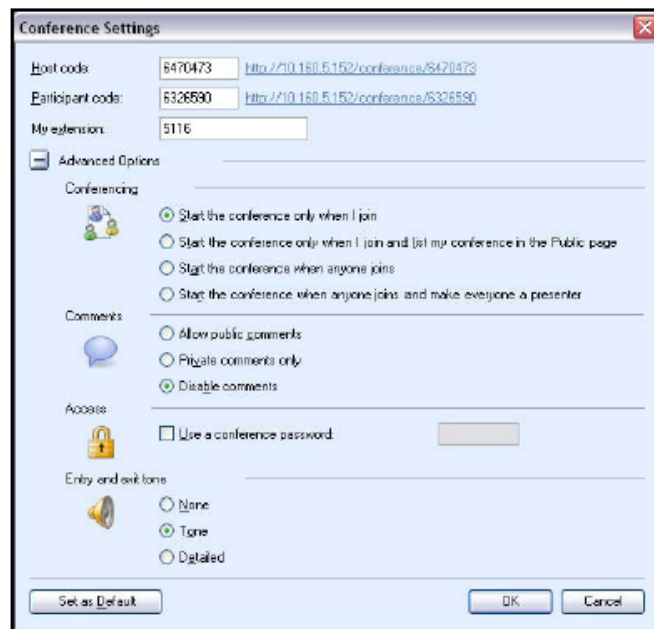 Conference Settings
Host code: 6470473 http://10.160.5.152/conference/6470473
Participant code: 6326590 http://10.160.5.152/conference/6326590
My extension: 5116
Advanced Options
Conferencing
Start the conference only when I join
Start the conference only when I join and list my conference in the Public page
Start the conference when anyone joins
Start the conference when anyone joins and make everyone a presenter
Comments
Allow public comments
Private comments only
Disable comments
Access
Use a conference password:
Entry and exit tone
None
Tone
Detailed
Set as Default OK Cancel